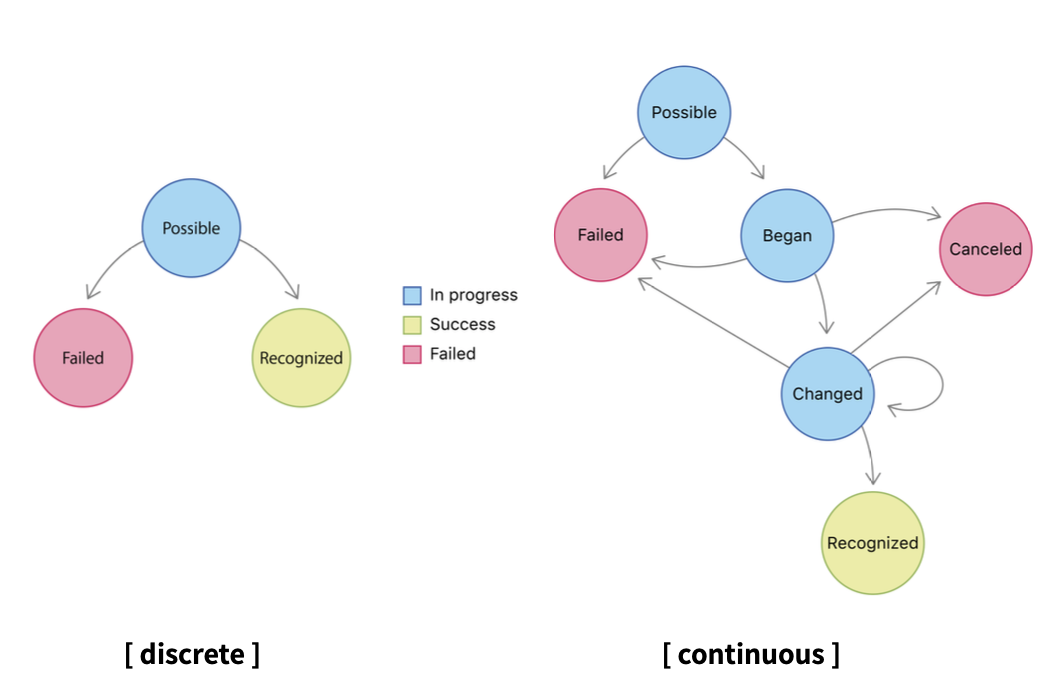 Possible
Failed
Recognized
In progress
Success
Failed
Possible
Failed
Began
Canceled
Changed
Recognized
[ discrete ]
[ continuous ]